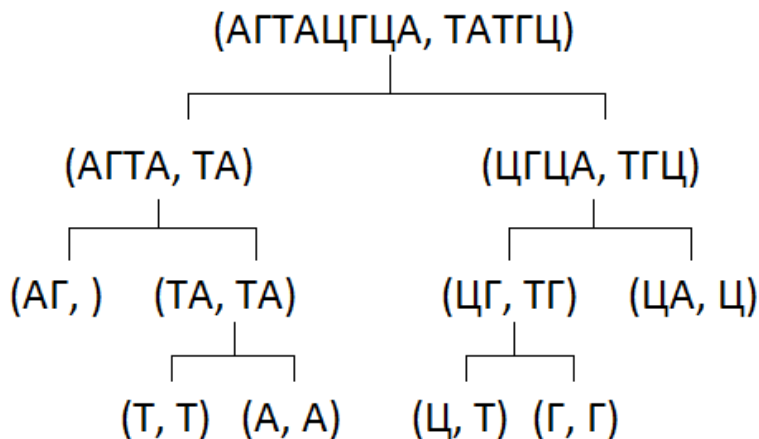 (АГТАЦГЦА, ТАТГЦ)
(АГТА, ТА) (ЦГЦА, ТГЦ)
(АГ, ) (ТА, ТА) (ЦГ, ТГ) (ЦА, Ц)
(Т, Т) (А, А) (Ц, Т) (Г, Г)